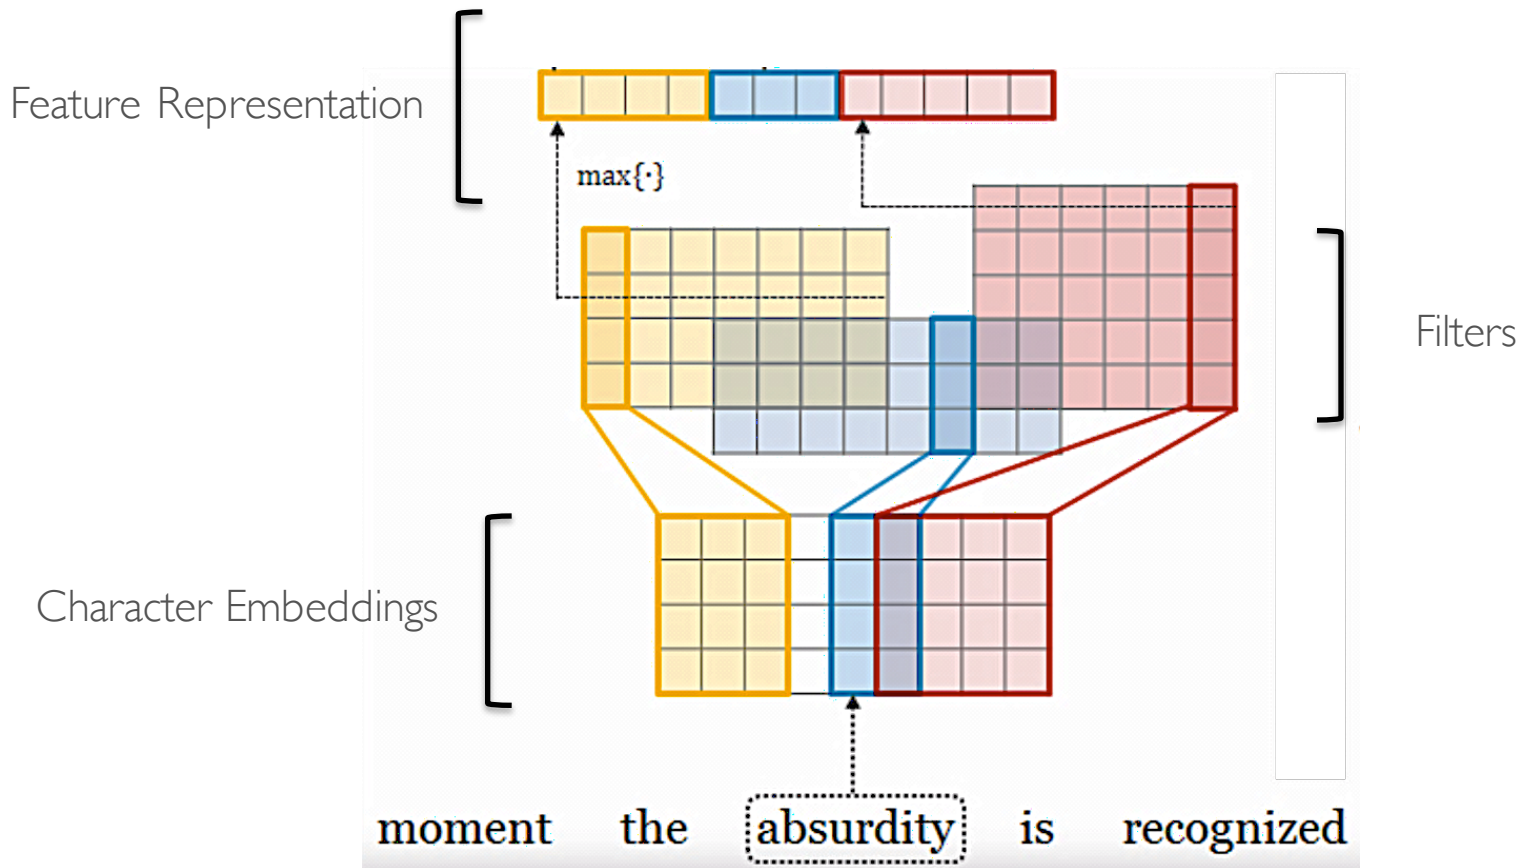 Feature Representation
max{·}
Filters
Character Embeddings
moment the absurdity is recognized